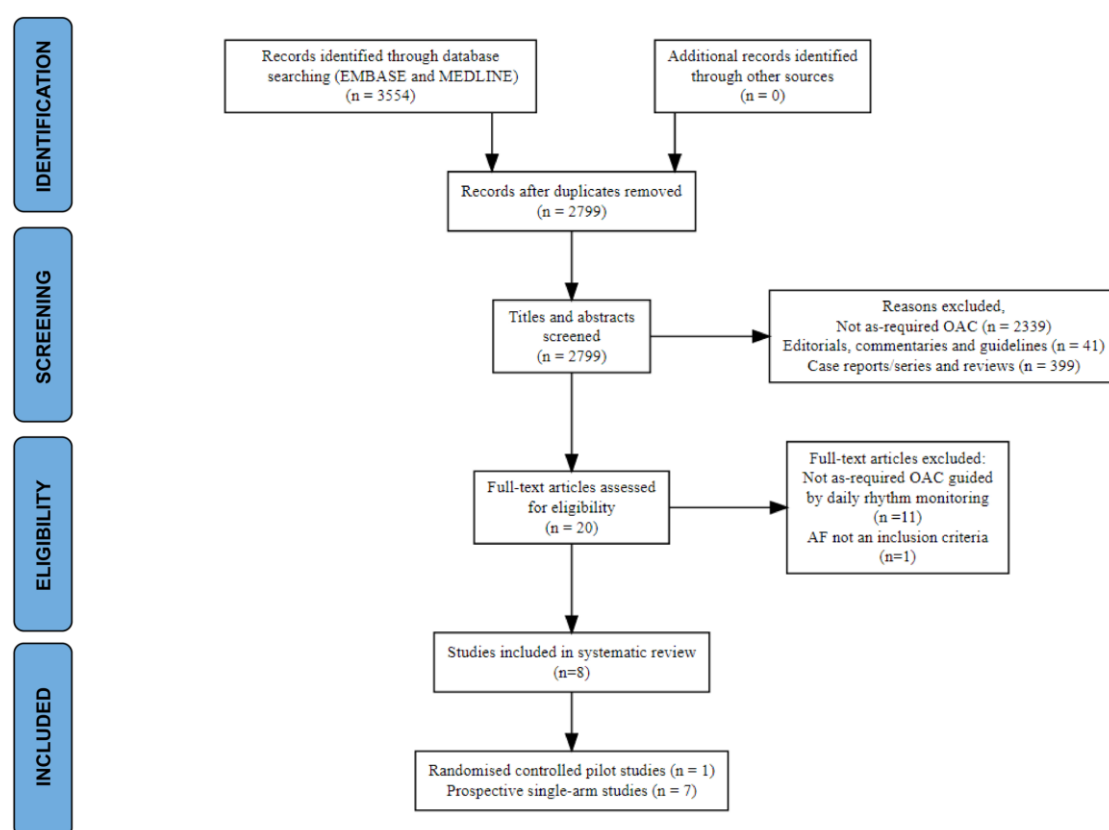 IDENTIFICATION
Records identified through database
searching (EMBASE and MEDLINE)
(n = 3554)
Additional records identified
through other sources
(n = 0)
Records after duplicates removed
(n = 2799)
SCREENING
Titles and abstracts
screened
(n = 2799)
Reasons excluded,
Not as-required OAC (n = 2339)
Editorials, commentaries and guidelines (n = 41)
Case reports/series and reviews (n = 399)
ELIGIBILITY
Full-text articles assessed
for eligibility
(n = 20)
Full-text articles excluded:
Not as-required OAC guided
by daily rhythm monitoring
(n =11)
AF not an inclusion criteria
(n=1)
INCLUDED
Studies included in systematic review
(n=8)
Randomised controlled pilot studies (n = 1)
Prospective single-arm studies (n = 7)